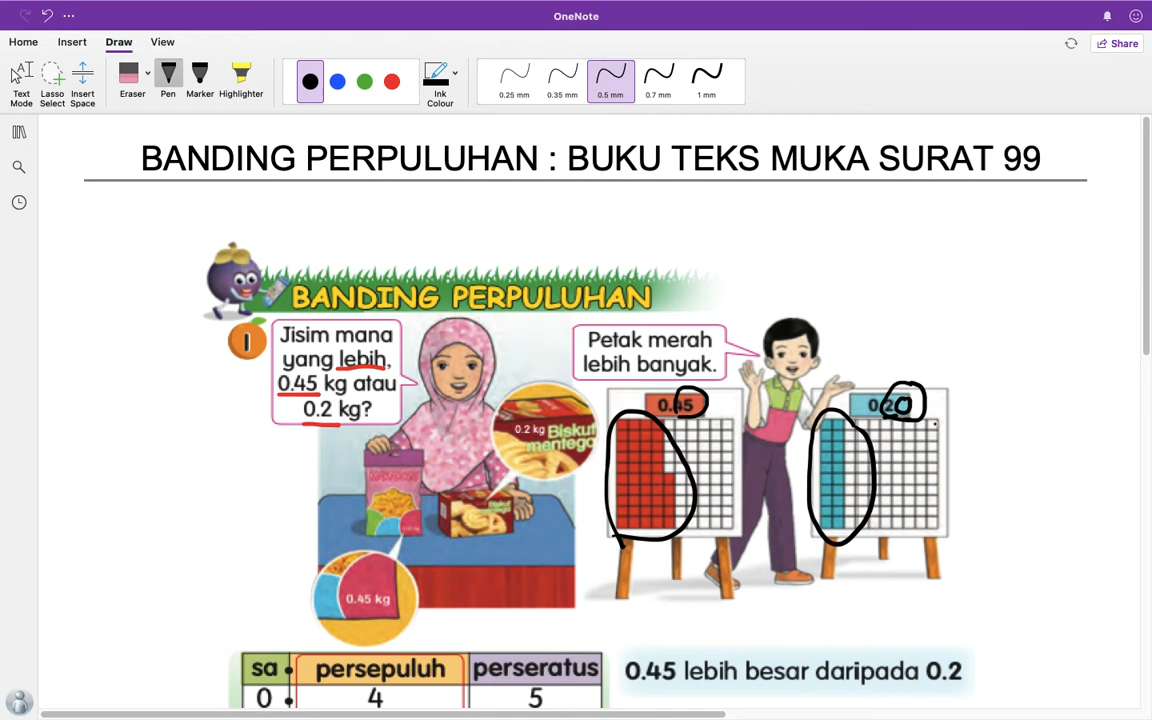 OneNote
Home Insert Draw View
Share
Text Mode
Lasso Select
Insert Space
Eraser
Pen
Marker
Highlighter
Ink Colour
0.25 mm
0.35 mm
0.5 mm
0.7 mm
1 mm
BANDING PERPULUHAN : BUKU TEKS MUKA SURAT 99
BANDING PERPULUHAN
1
Jisim mana
yang lebih,
0.45 kg atau
0.2 kg?
Petak merah
lebih banyak.
0.45
0.20
0.2 kg Biskut
mentega
0.45 kg
sa • persepuluh perseratus
0 • 4 5
0.45 lebih besar daripada 0.2